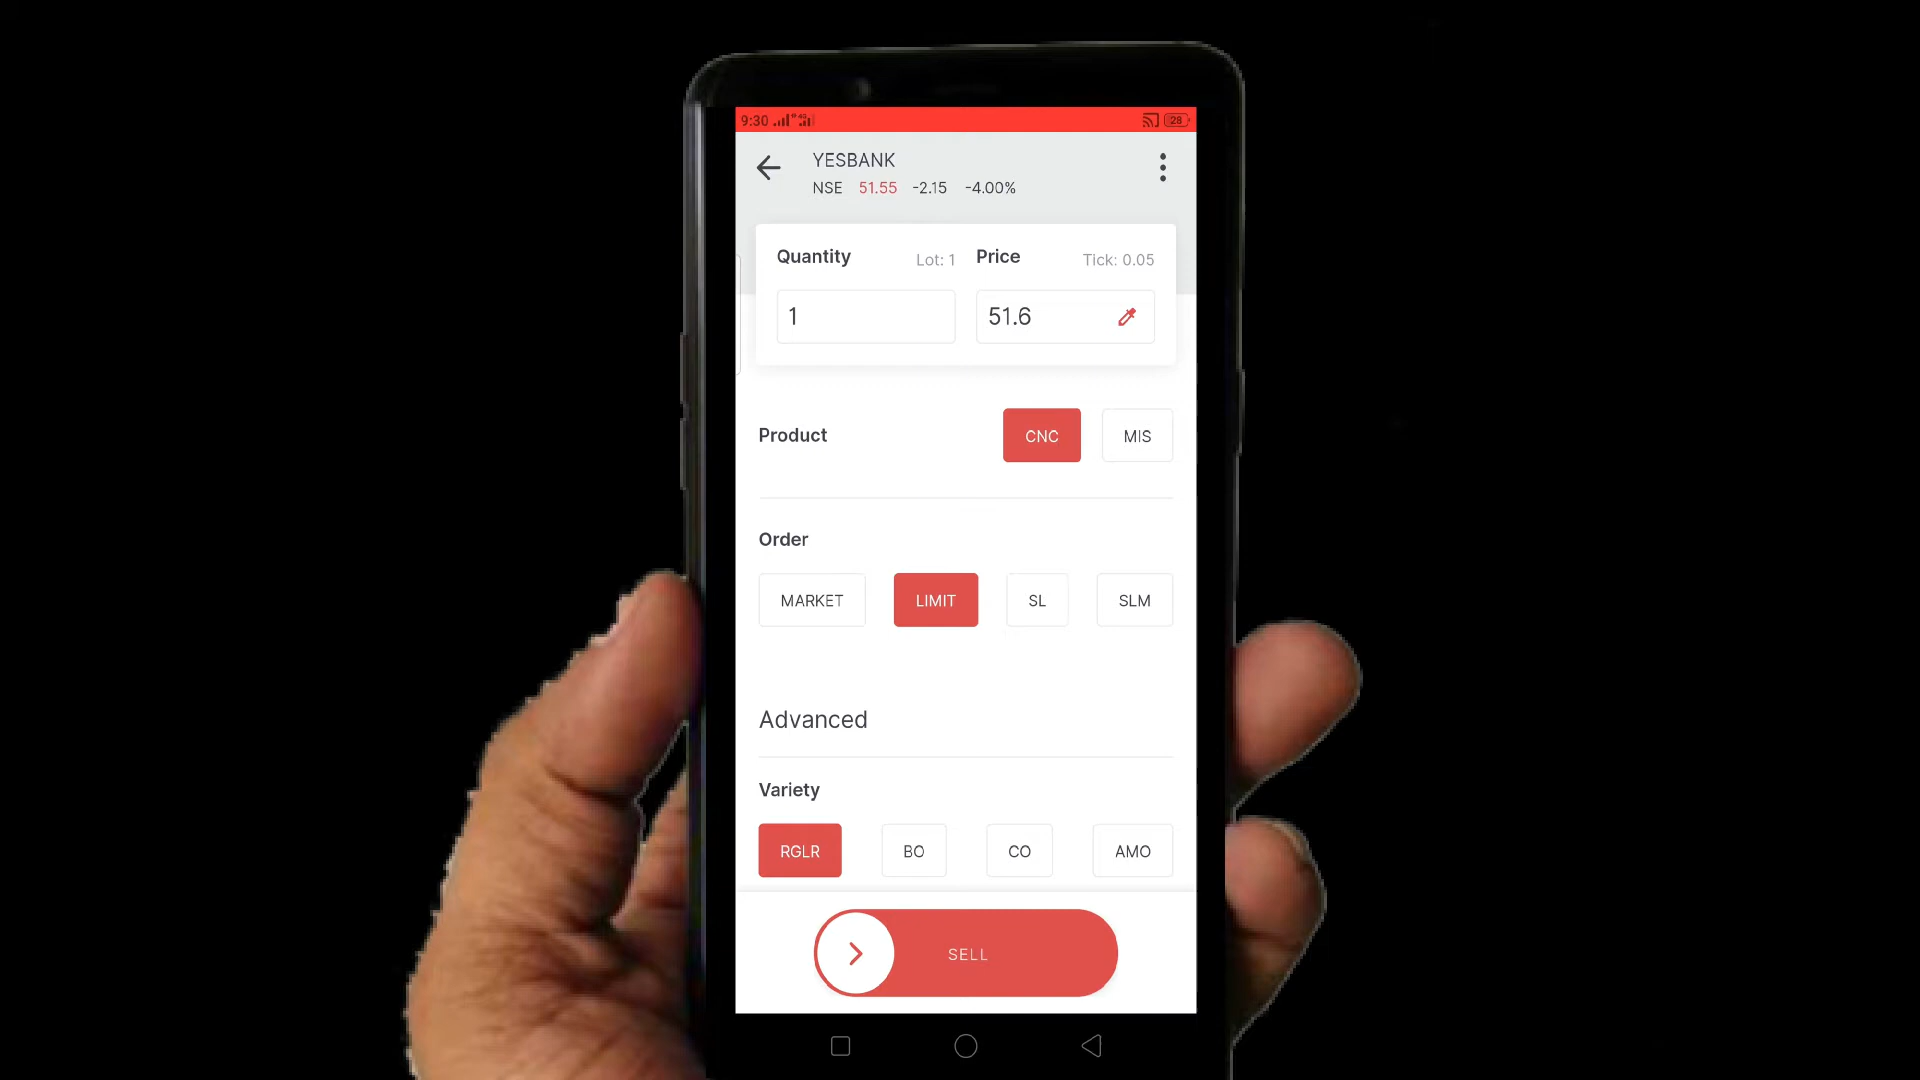 9:30 4G 28
YESBANK
NSE 51.55 -2.15 -4.00%
Quantity Lot: 1 Price Tick: 0.05
1 51.6
Product CNC MIS
Order
MARKET LIMIT SL SLM
Advanced
Variety
RGLR BO CO AMO
SELL